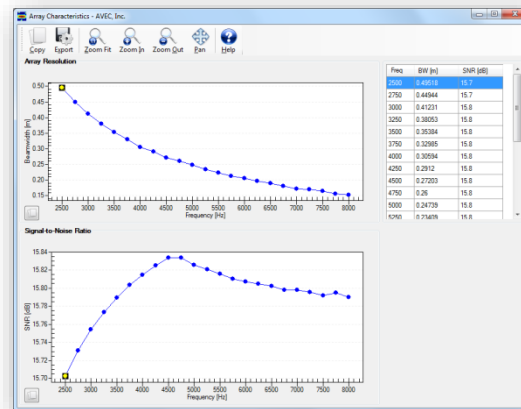 Array Characteristics - AVEC, Inc.
Copy Export Zoom Fit Zoom In Zoom Out Pan Help
Array Resolution
Beamwidth [m]
0.50
0.45
0.40
0.35
0.30
0.25
0.20
0.15
2500 3000 3500 4000 4500 5000 5500 6000 6500 7000 7500 8000
Frequency [Hz]
Freq BW [m] SNR [dB]
2500 0.49518 15.7
2750 0.44944 15.7
3000 0.41231 15.8
3250 0.38053 15.8
3500 0.35384 15.8
3750 0.32985 15.8
4000 0.30594 15.8
4250 0.2912 15.8
4500 0.27203 15.8
4750 0.26 15.8
5000 0.24739 15.8
5250 0.23409 15.8
Signal-to-Noise Ratio
SNR [dB]
15.84
15.82
15.80
15.78
15.76
15.74
15.72
15.70
2500 3000 3500 4000 4500 5000 5500 6000 6500 7000 7500 8000
Frequency [Hz]